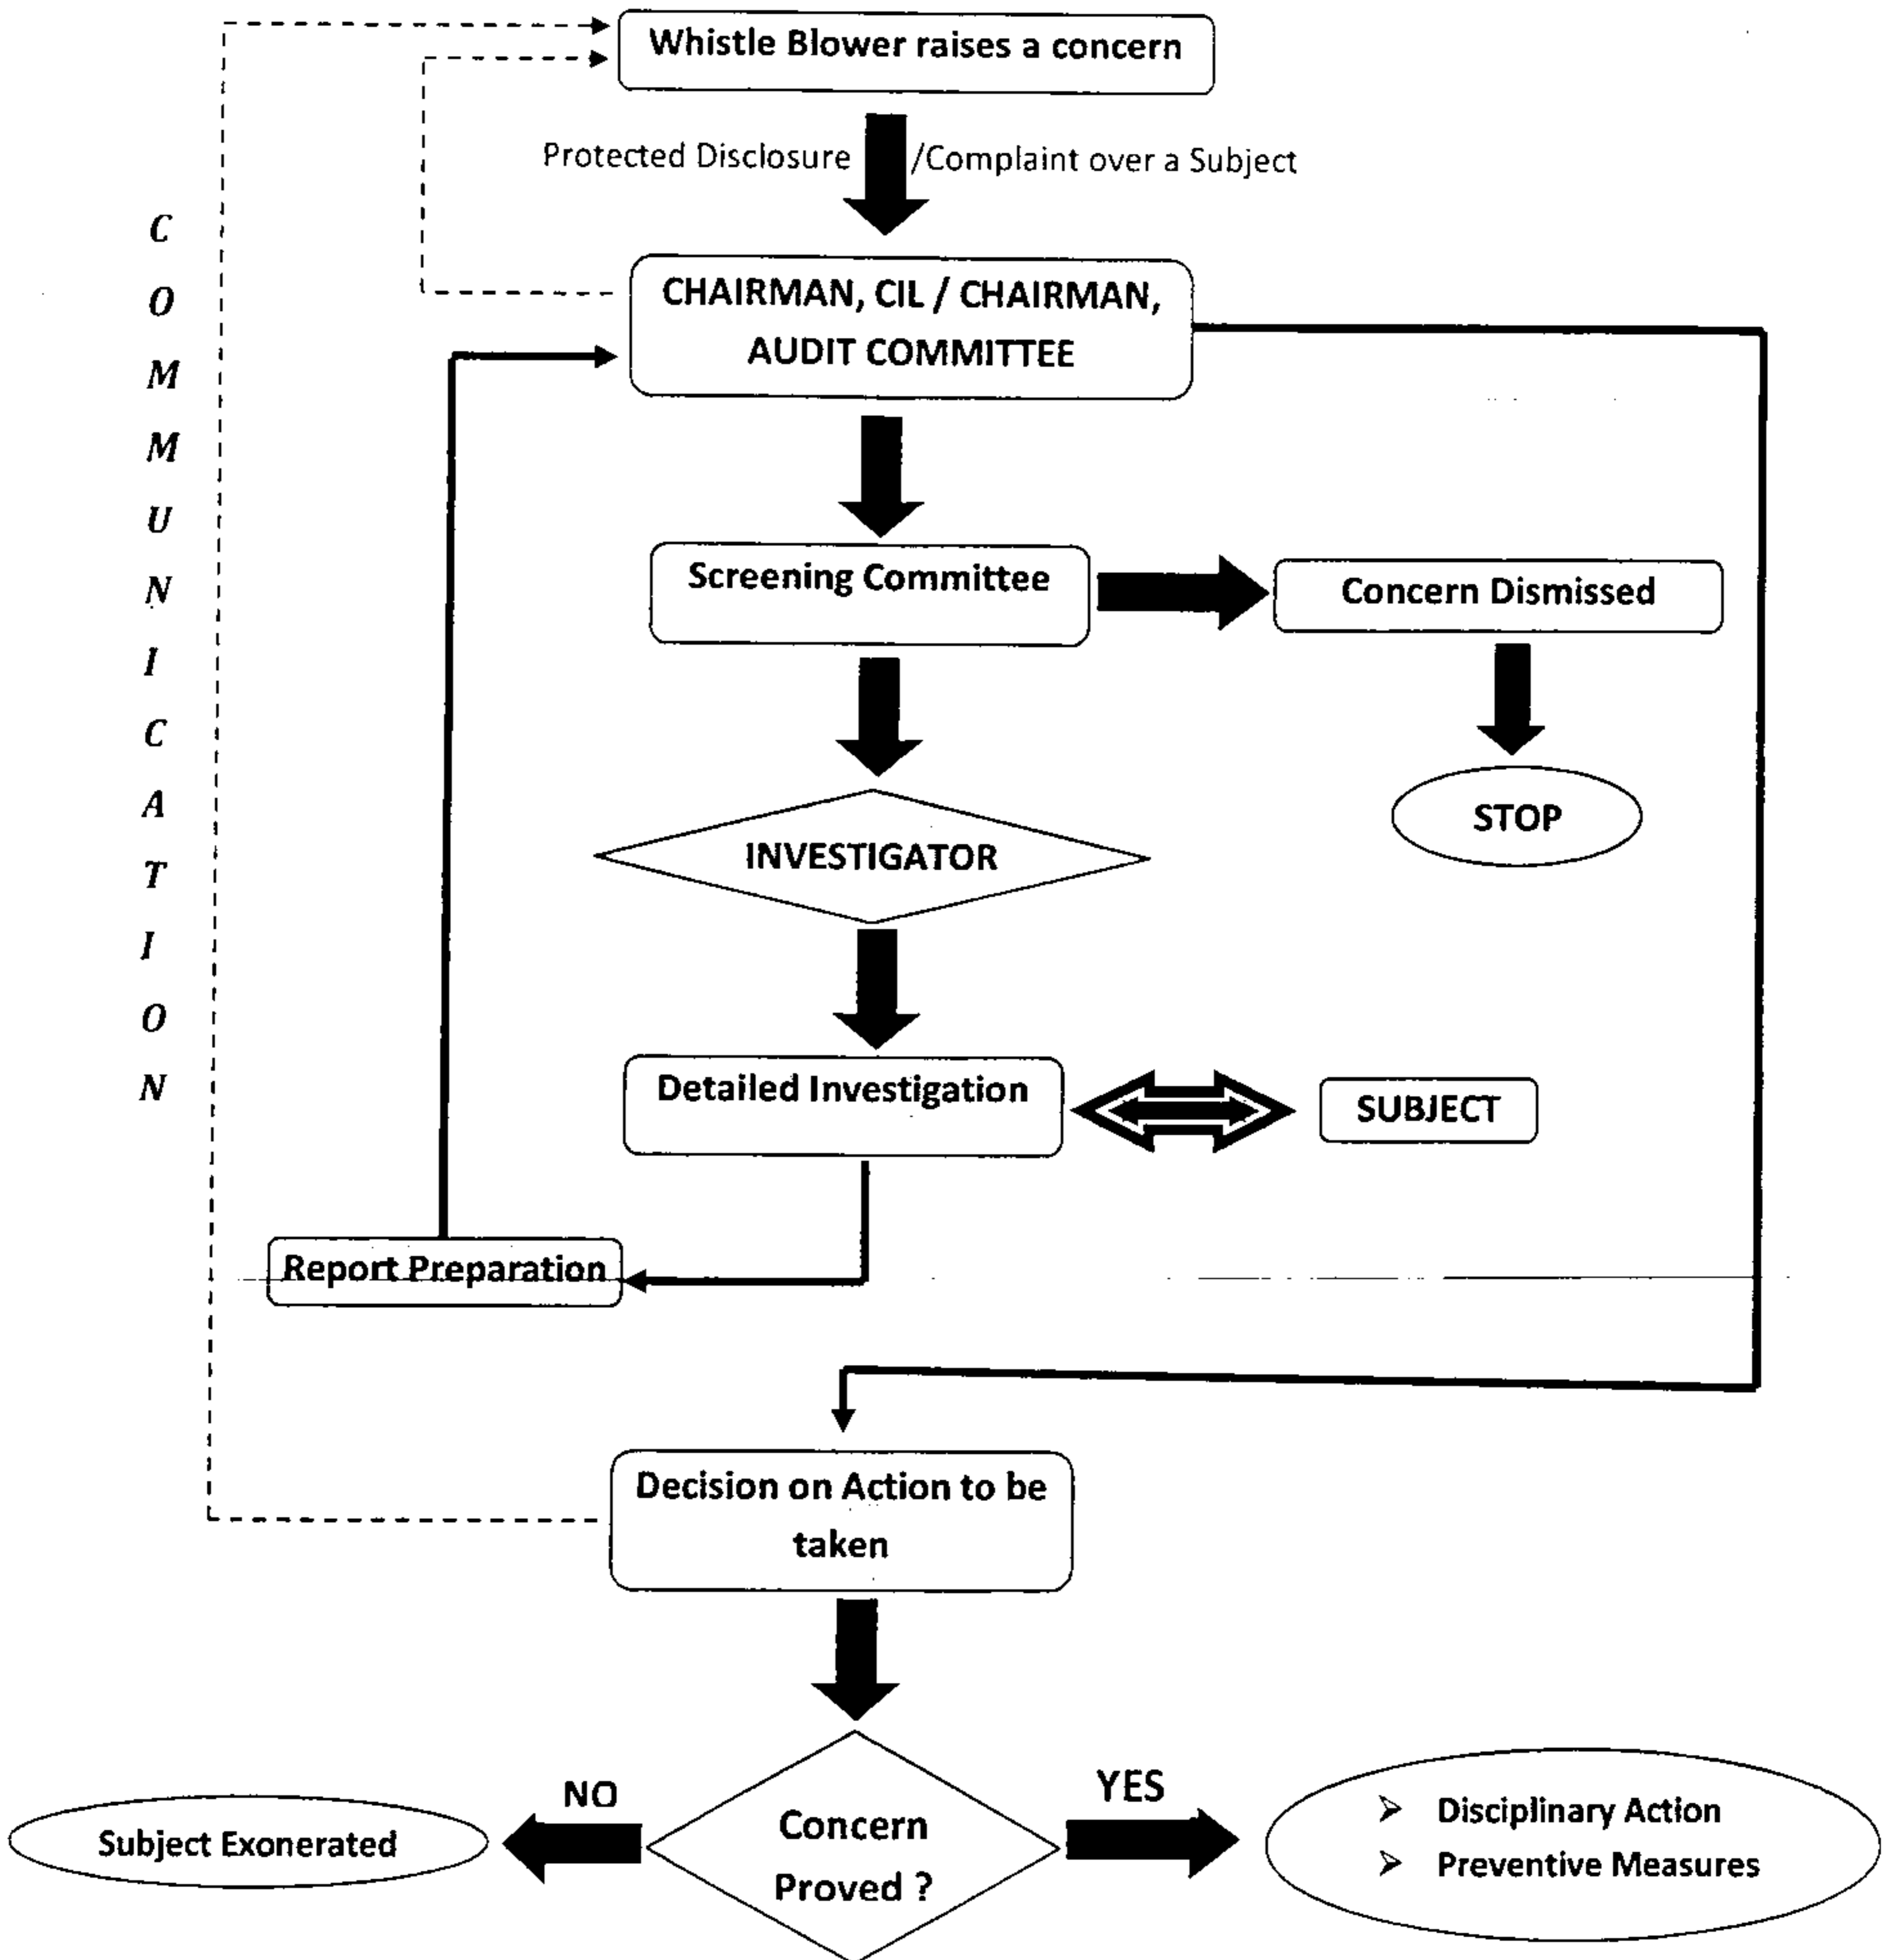 Whistle Blower raises a concern
Protected Disclosure /Complaint over a Subject
COMMUNICATION
CHAIRMAN, CIL / CHAIRMAN,
AUDIT COMMITTEE
Screening Committee
Concern Dismissed
STOP
INVESTIGATOR
Detailed Investigation
SUBJECT
Report Preparation
Decision on Action to be
taken
NO
YES
Subject Exonerated
Concern
Proved ?
➢ Disciplinary Action
➢ Preventive Measures